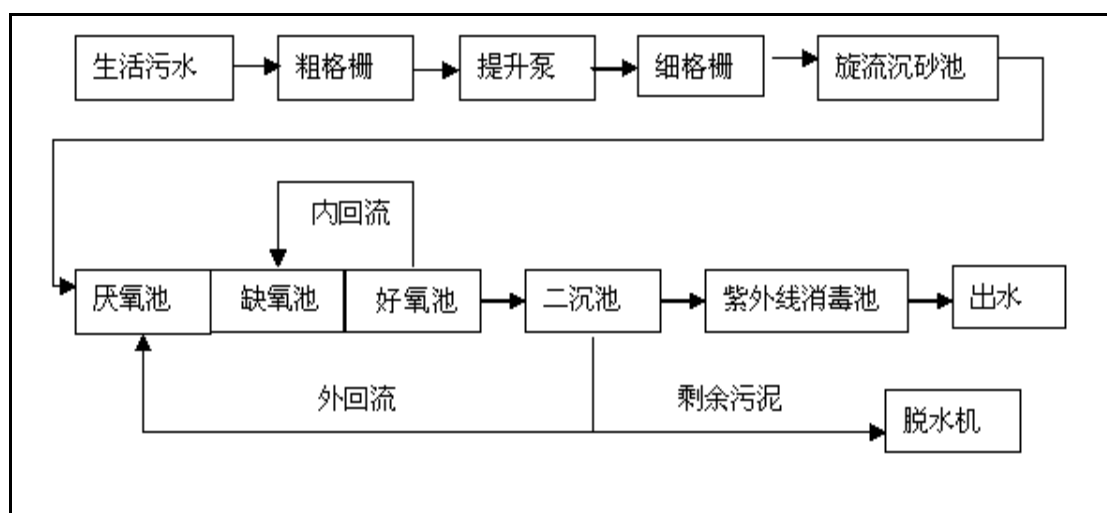 生活污水
粗格栅
提升泵
细格栅
旋流沉砂池
内回流
厌氧池
缺氧池
好氧池
二沉池
紫外线消毒池
出水
外回流
剩余污泥
脱水机